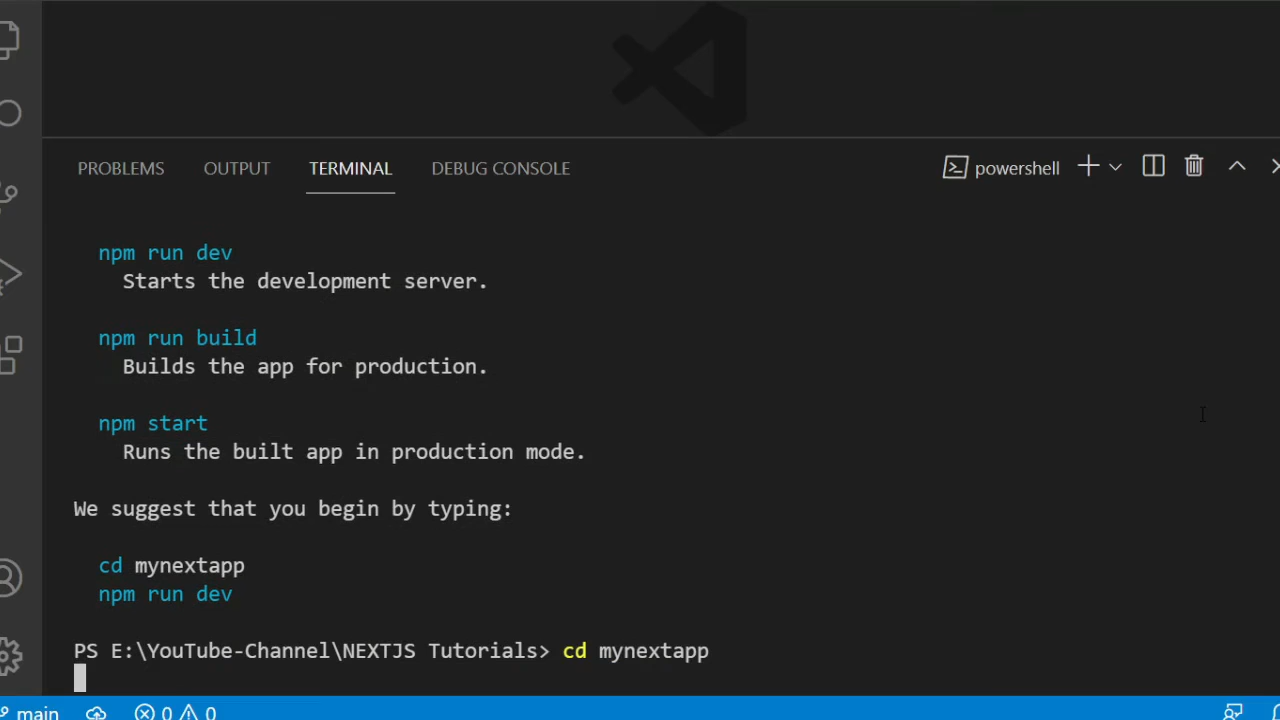 PROBLEMS OUTPUT TERMINAL DEBUG CONSOLE powershell
npm run dev
Starts the development server.
npm run build
Builds the app for production.
npm start
Runs the built app in production mode.
We suggest that you begin by typing:
cd mynextapp
npm run dev
PS E:\YouTube-Channel\NEXTJS Tutorials> cd mynextapp
main 0 0